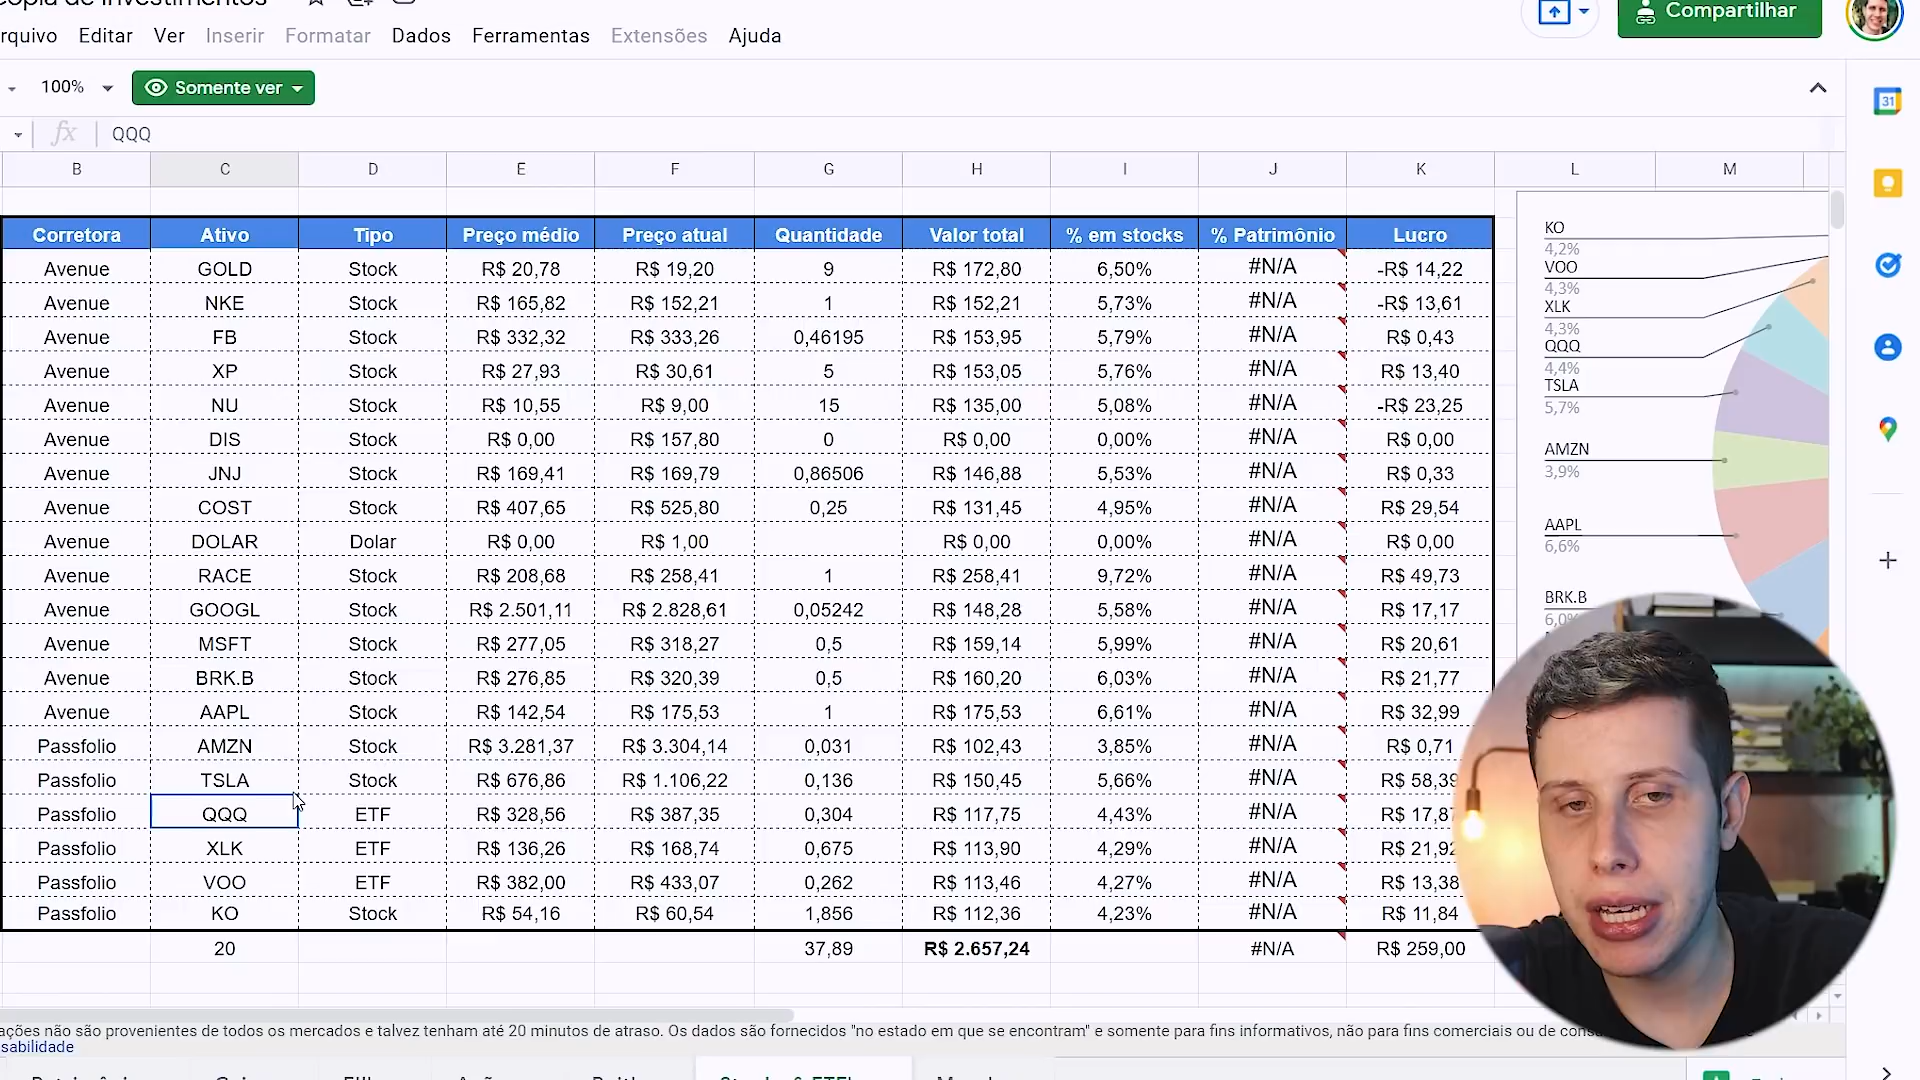 cópia de investimentos
rquivo Editar Ver Inserir Formatar Dados Ferramentas Extensões Ajuda
Compartilhar
100% Somente ver
fx QQQ
B C D E F G H I J K L M
Corretora Ativo Tipo Preço médio Preço atual Quantidade Valor total % em stocks % Patrimônio Lucro
Avenue GOLD Stock R$ 20,78 R$ 19,20 9 R$ 172,80 6,50% #N/A -R$ 14,22
Avenue NKE Stock R$ 165,82 R$ 152,21 1 R$ 152,21 5,73% #N/A -R$ 13,61
Avenue FB Stock R$ 332,32 R$ 333,26 0,46195 R$ 153,95 5,79% #N/A R$ 0,43
Avenue XP Stock R$ 27,93 R$ 30,61 5 R$ 153,05 5,76% #N/A R$ 13,40
Avenue NU Stock R$ 10,55 R$ 9,00 15 R$ 135,00 5,08% #N/A -R$ 23,25
Avenue DIS Stock R$ 0,00 R$ 157,80 0 R$ 0,00 0,00% #N/A R$ 0,00
Avenue JNJ Stock R$ 169,41 R$ 169,79 0,86506 R$ 146,88 5,53% #N/A R$ 0,33
Avenue COST Stock R$ 407,65 R$ 525,80 0,25 R$ 131,45 4,95% #N/A R$ 29,54
Avenue DOLAR Dolar R$ 0,00 R$ 1,00 R$ 0,00 0,00% #N/A R$ 0,00
Avenue RACE Stock R$ 208,68 R$ 258,41 1 R$ 258,41 9,72% #N/A R$ 49,73
Avenue GOOGL Stock R$ 2.501,11 R$ 2.828,61 0,05242 R$ 148,28 5,58% #N/A R$ 17,17
Avenue MSFT Stock R$ 277,05 R$ 318,27 0,5 R$ 159,14 5,99% #N/A R$ 20,61
Avenue BRK.B Stock R$ 276,85 R$ 320,39 0,5 R$ 160,20 6,03% #N/A R$ 21,77
Avenue AAPL Stock R$ 142,54 R$ 175,53 1 R$ 175,53 6,61% #N/A R$ 32,99
Passfolio AMZN Stock R$ 3.281,37 R$ 3.304,14 0,031 R$ 102,43 3,85% #N/A R$ 0,71
Passfolio TSLA Stock R$ 676,86 R$ 1.106,22 0,136 R$ 150,45 5,66% #N/A R$ 58,39
Passfolio QQQ ETF R$ 328,56 R$ 387,35 0,304 R$ 117,75 4,43% #N/A R$ 17,87
Passfolio XLK ETF R$ 136,26 R$ 168,74 0,675 R$ 113,90 4,29% #N/A R$ 21,92
Passfolio VOO ETF R$ 382,00 R$ 433,07 0,262 R$ 113,46 4,27% #N/A R$ 13,38
Passfolio KO Stock R$ 54,16 R$ 60,54 1,856 R$ 112,36 4,23% #N/A R$ 11,84
20 37,89 R$ 2.657,24 #N/A R$ 259,00
KO
4,2%
VOO
4,3%
XLK
4,3%
QQQ
4,4%
TSLA
5,7%
AMZN
3,9%
AAPL
6,6%
BRK.B
6,0%
31
ações não são provenientes de todos os mercados e talvez tenham até 20 minutos de atraso. Os dados são fornecidos "no estado em que se encontram" e somente para fins informativos, não para fins comerciais ou de
sabilidade